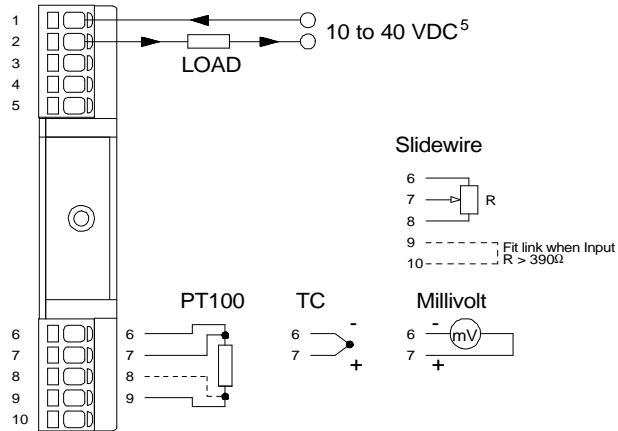 1
2
3
4
5
10 to 40 VDC5
LOAD
Slidewire
6
7
8
9
10
R
Fit link when Input
R > 390Ω
PT100
TC
Millivolt
6
7
8
9
10
6
7
8
9
6
7
-
+
6
7
-
+
mV